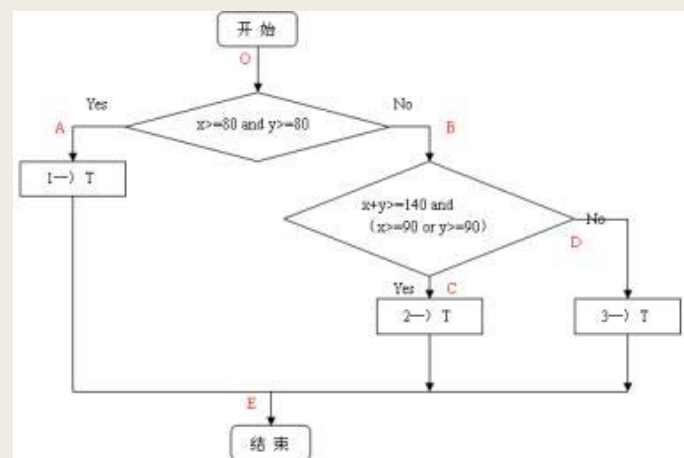 开 始
O
Yes
No
A
x>=80 and y>=80
B
1—) T
x+y>=140 and
(x>=90 or y>=90)
No
D
Yes
C
2—) T
3—) T
E
结 束